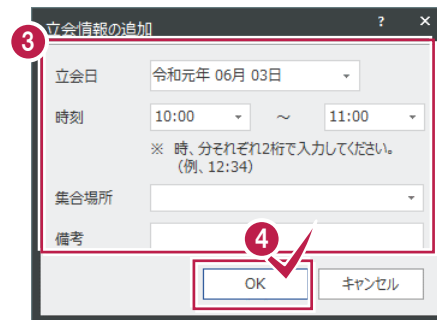 立会情報の追加 ? ×
3
立会日 令和元年 06月 03日
時刻 10:00 ～ 11:00
※ 時、分それぞれ2桁で入力してください。
(例、12:34)
集合場所
備考
4
OK キャンセル